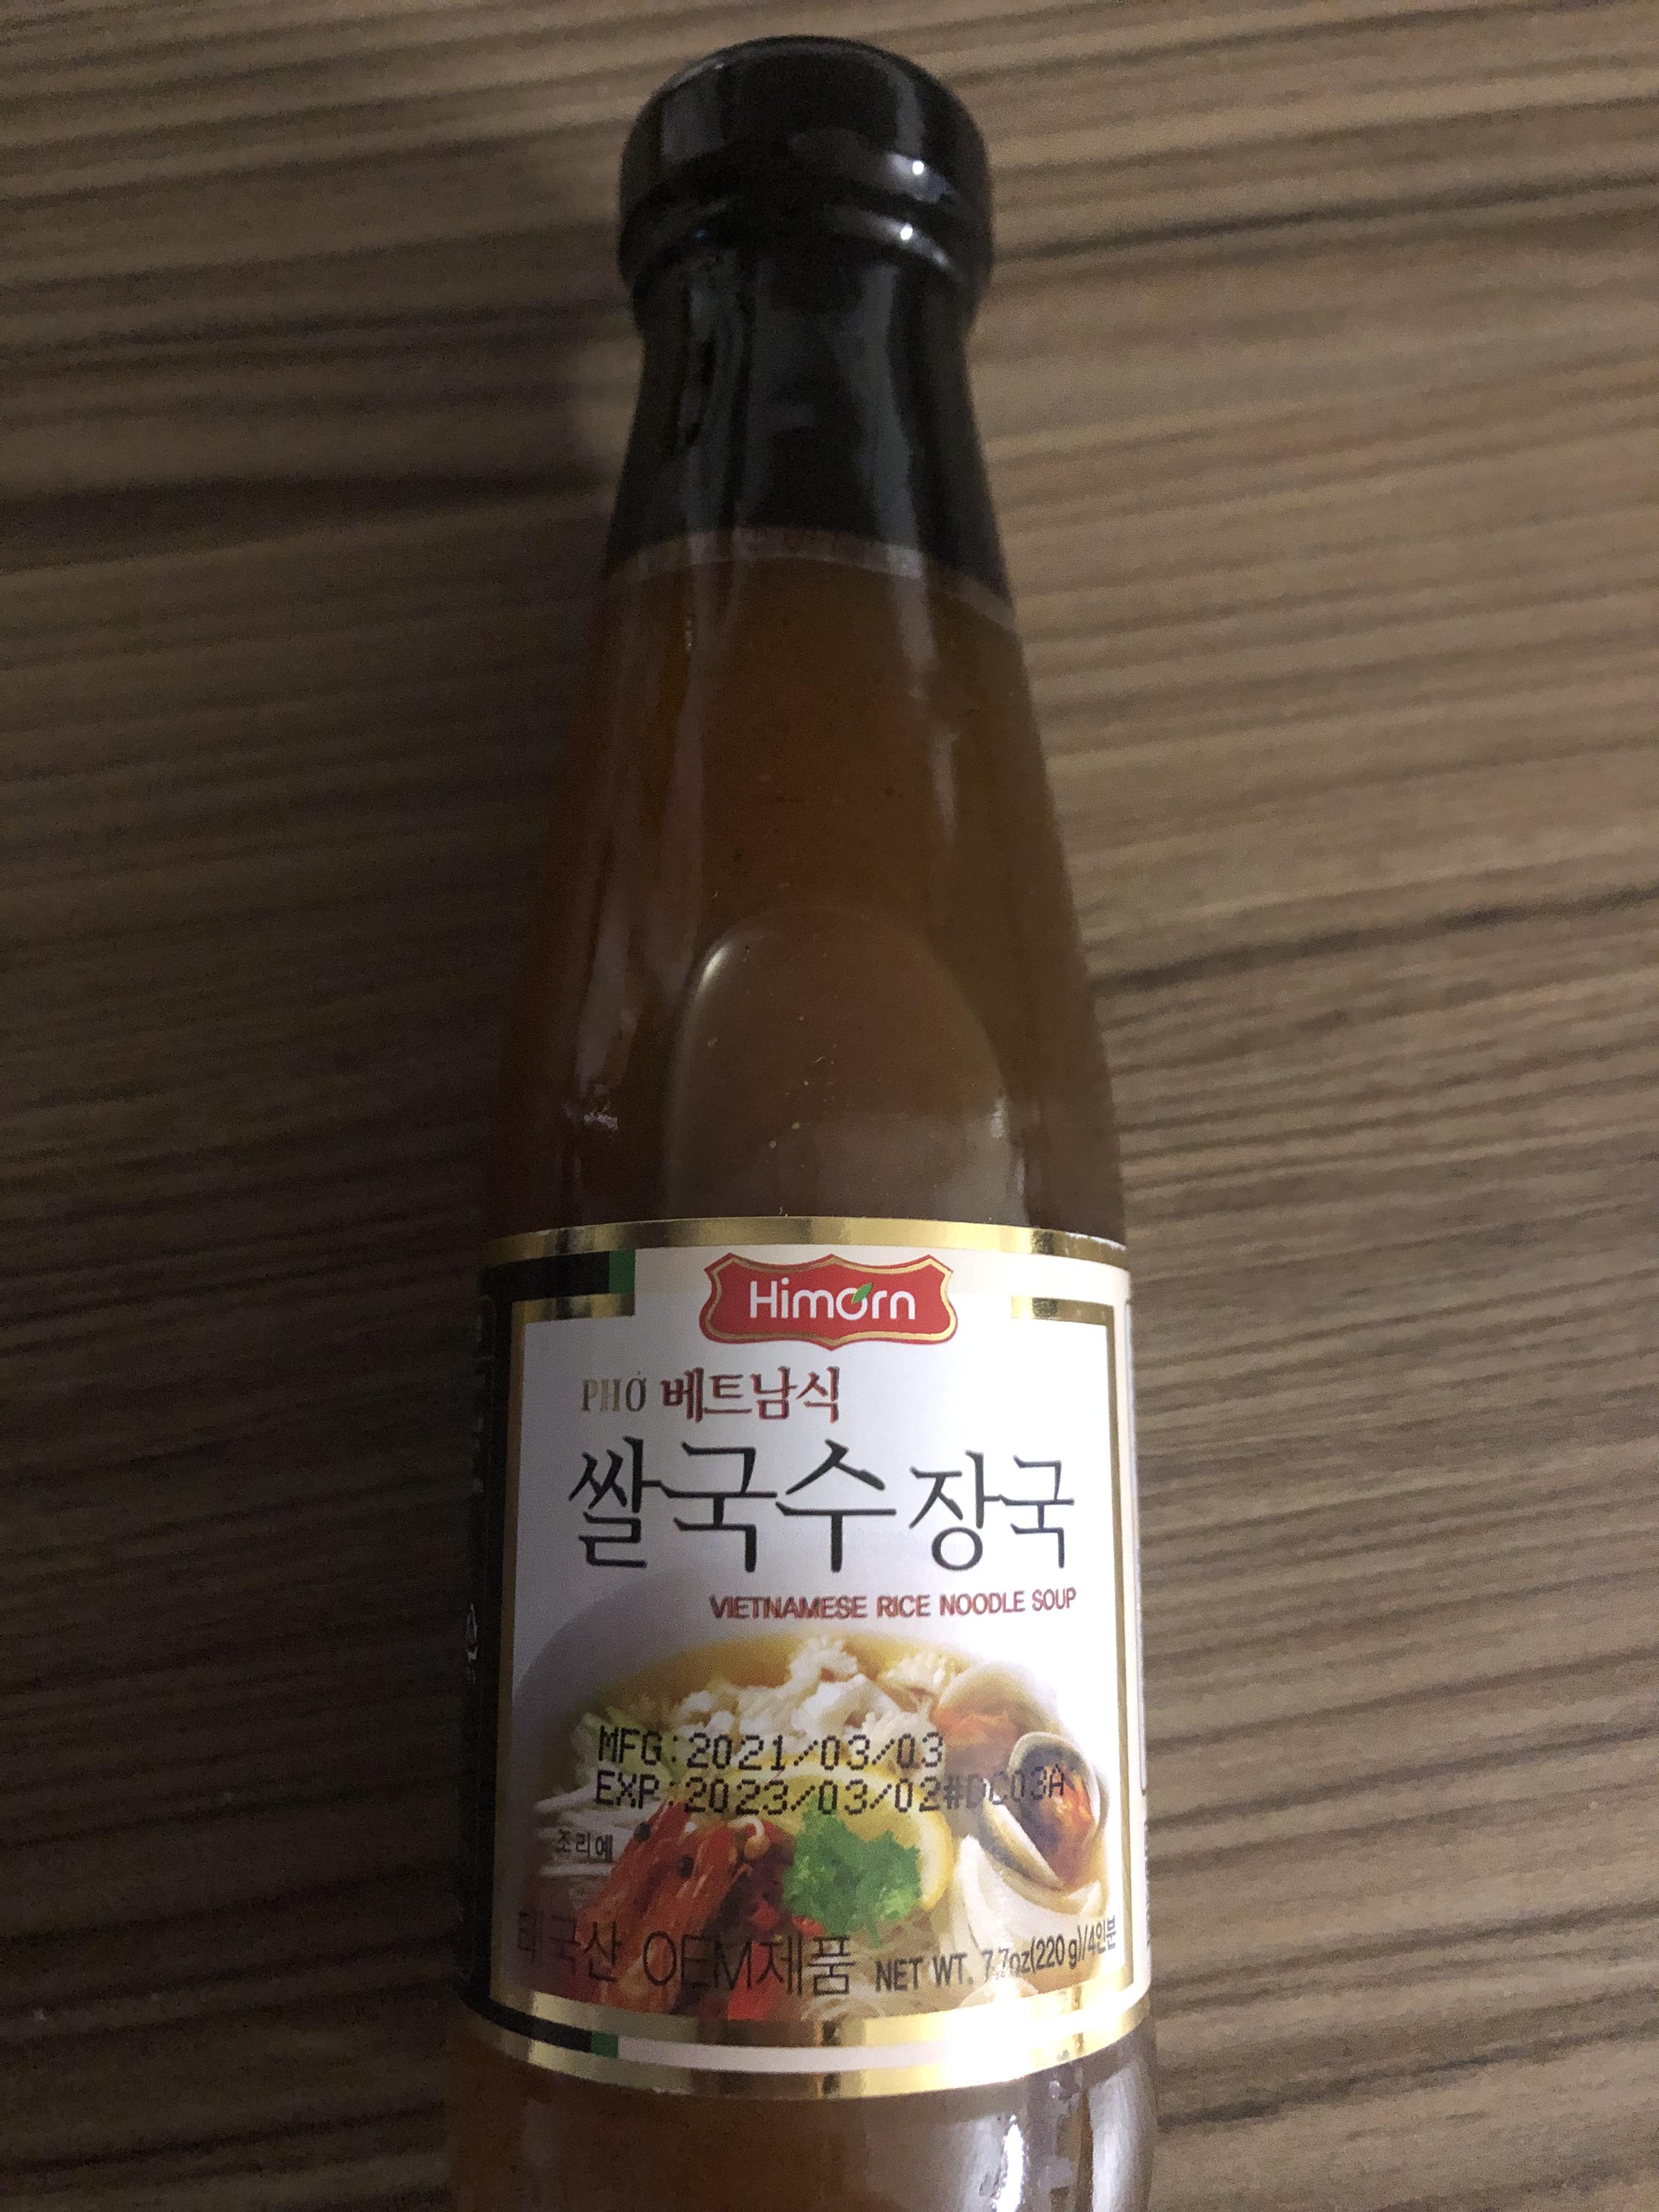 Himorn
PHỞ 베트남식
쌀국수 장국
VIETNAMESE RICE NOODLE SOUP
MFG:2021/03/03
EXP:2023/03/02#DC03A
조리예
태국산 OEM제품 NET WT. 7.7oz(220 g)/4인분